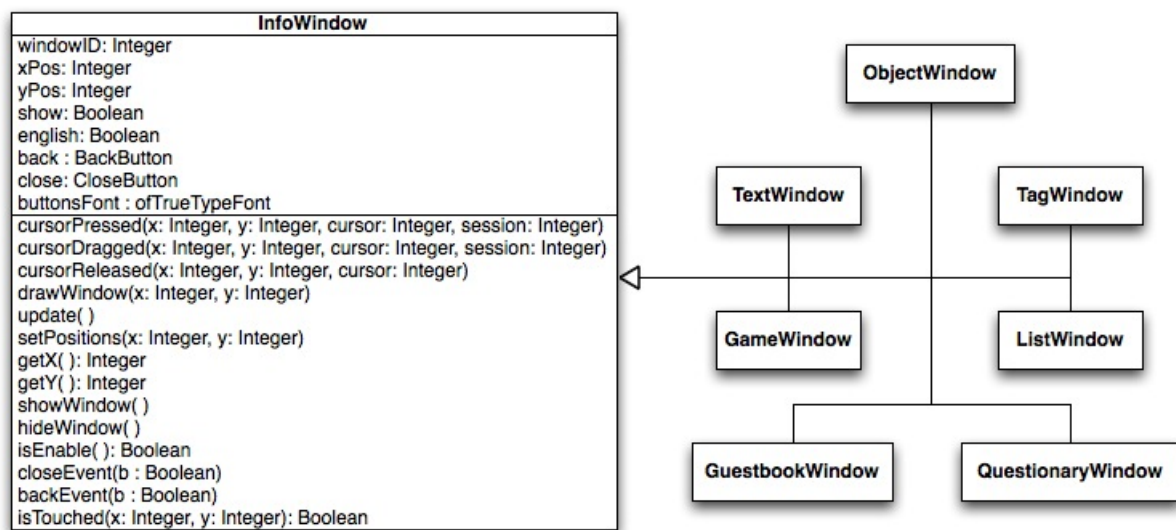 InfoWindow
windowID: Integer
xPos: Integer
yPos: Integer
show: Boolean
english: Boolean
back : BackButton
close: CloseButton
buttonsFont : ofTrueTypeFont
cursorPressed(x: Integer, y: Integer, cursor: Integer, session: Integer)
cursorDragged(x: Integer, y: Integer, cursor: Integer, session: Integer)
cursorReleased(x: Integer, y: Integer, cursor: Integer)
drawWindow(x: Integer, y: Integer)
update( )
setPositions(x: Integer, y: Integer)
getX( ): Integer
getY( ): Integer
showWindow( )
hideWindow( )
isEnable( ): Boolean
closeEvent(b : Boolean)
backEvent(b : Boolean)
isTouched(x: Integer, y: Integer): Boolean
ObjectWindow
TextWindow
TagWindow
GameWindow
ListWindow
GuestbookWindow
QuestionaryWindow